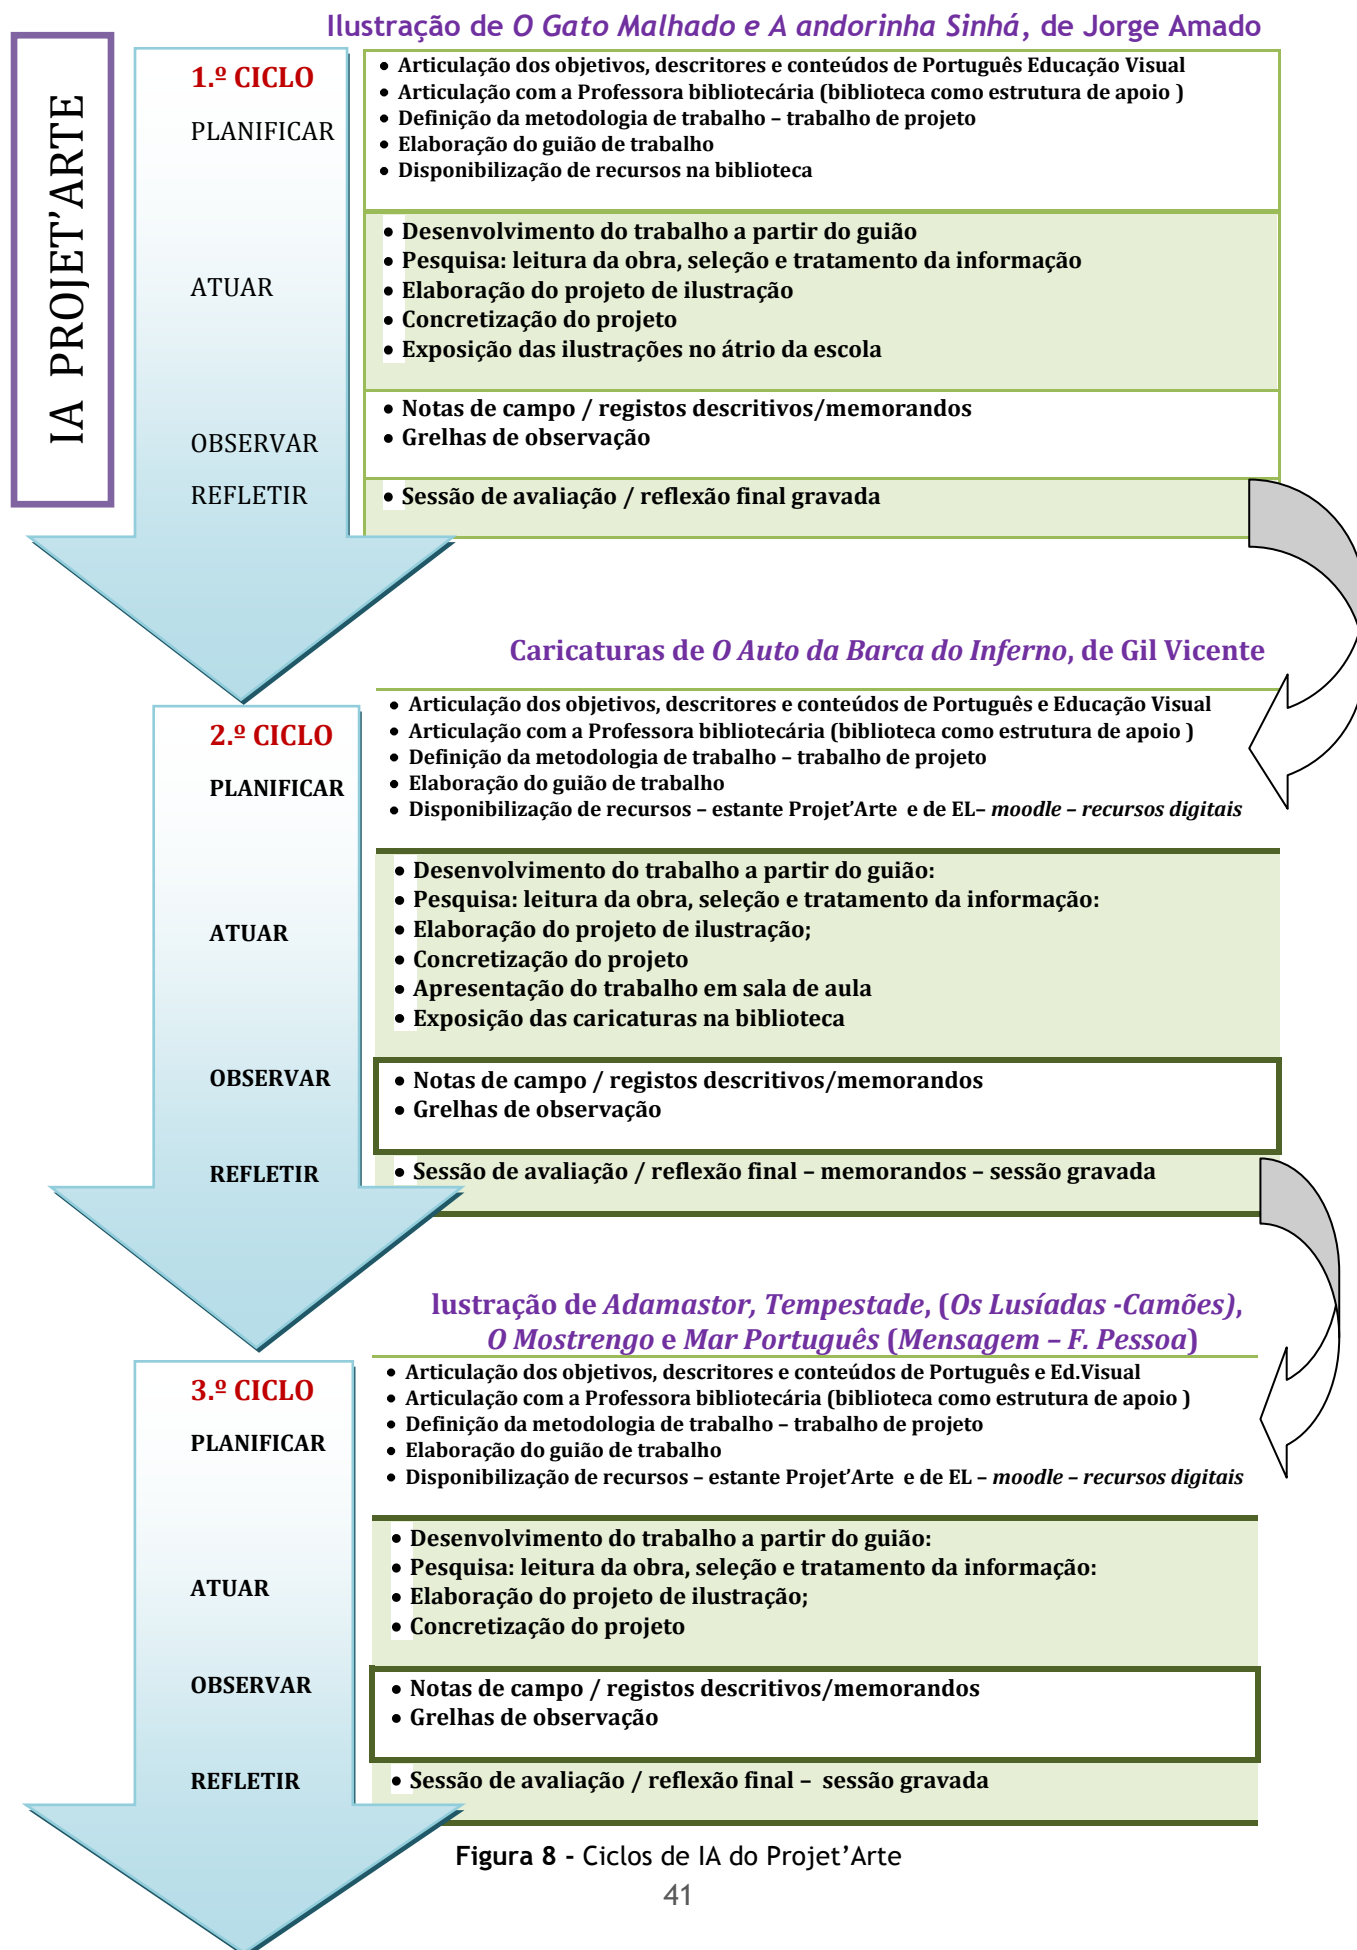 Ilustração de O Gato Malhado e A andorinha Sinhá, de Jorge Amado
IA PROJET’ARTE
1.º CICLO
PLANIFICAR
• Articulação dos objetivos, descritores e conteúdos de Português Educação Visual
• Articulação com a Professora bibliotecária (biblioteca como estrutura de apoio )
• Definição da metodologia de trabalho – trabalho de projeto
• Elaboração do guião de trabalho
• Disponibilização de recursos na biblioteca
ATUAR
• Desenvolvimento do trabalho a partir do guião
• Pesquisa: leitura da obra, seleção e tratamento da informação
• Elaboração do projeto de ilustração
• Concretização do projeto
• Exposição das ilustrações no átrio da escola
OBSERVAR
• Notas de campo / registos descritivos/memorandos
• Grelhas de observação
REFLETIR
• Sessão de avaliação / reflexão final gravada
Caricaturas de O Auto da Barca do Inferno, de Gil Vicente
2.º CICLO
PLANIFICAR
• Articulação dos objetivos, descritores e conteúdos de Português e Educação Visual
• Articulação com a Professora bibliotecária (biblioteca como estrutura de apoio )
• Definição da metodologia de trabalho – trabalho de projeto
• Elaboração do guião de trabalho
• Disponibilização de recursos – estante Projet’Arte e de EL– moodle – recursos digitais
ATUAR
• Desenvolvimento do trabalho a partir do guião:
• Pesquisa: leitura da obra, seleção e tratamento da informação:
• Elaboração do projeto de ilustração;
• Concretização do projeto
• Apresentação do trabalho em sala de aula
• Exposição das caricaturas na biblioteca
OBSERVAR
• Notas de campo / registos descritivos/memorandos
• Grelhas de observação
REFLETIR
• Sessão de avaliação / reflexão final – memorandos – sessão gravada
lustração de Adamastor, Tempestade, (Os Lusíadas -Camões),
O Mostrengo e Mar Português (Mensagem – F. Pessoa)
3.º CICLO
PLANIFICAR
• Articulação dos objetivos, descritores e conteúdos de Português e Ed.Visual
• Articulação com a Professora bibliotecária (biblioteca como estrutura de apoio )
• Definição da metodologia de trabalho – trabalho de projeto
• Elaboração do guião de trabalho
• Disponibilização de recursos – estante Projet’Arte e de EL – moodle – recursos digitais
ATUAR
• Desenvolvimento do trabalho a partir do guião:
• Pesquisa: leitura da obra, seleção e tratamento da informação:
• Elaboração do projeto de ilustração;
• Concretização do projeto
OBSERVAR
• Notas de campo / registos descritivos/memorandos
• Grelhas de observação
REFLETIR
• Sessão de avaliação / reflexão final – sessão gravada
Figura 8 - Ciclos de IA do Projet’Arte
41